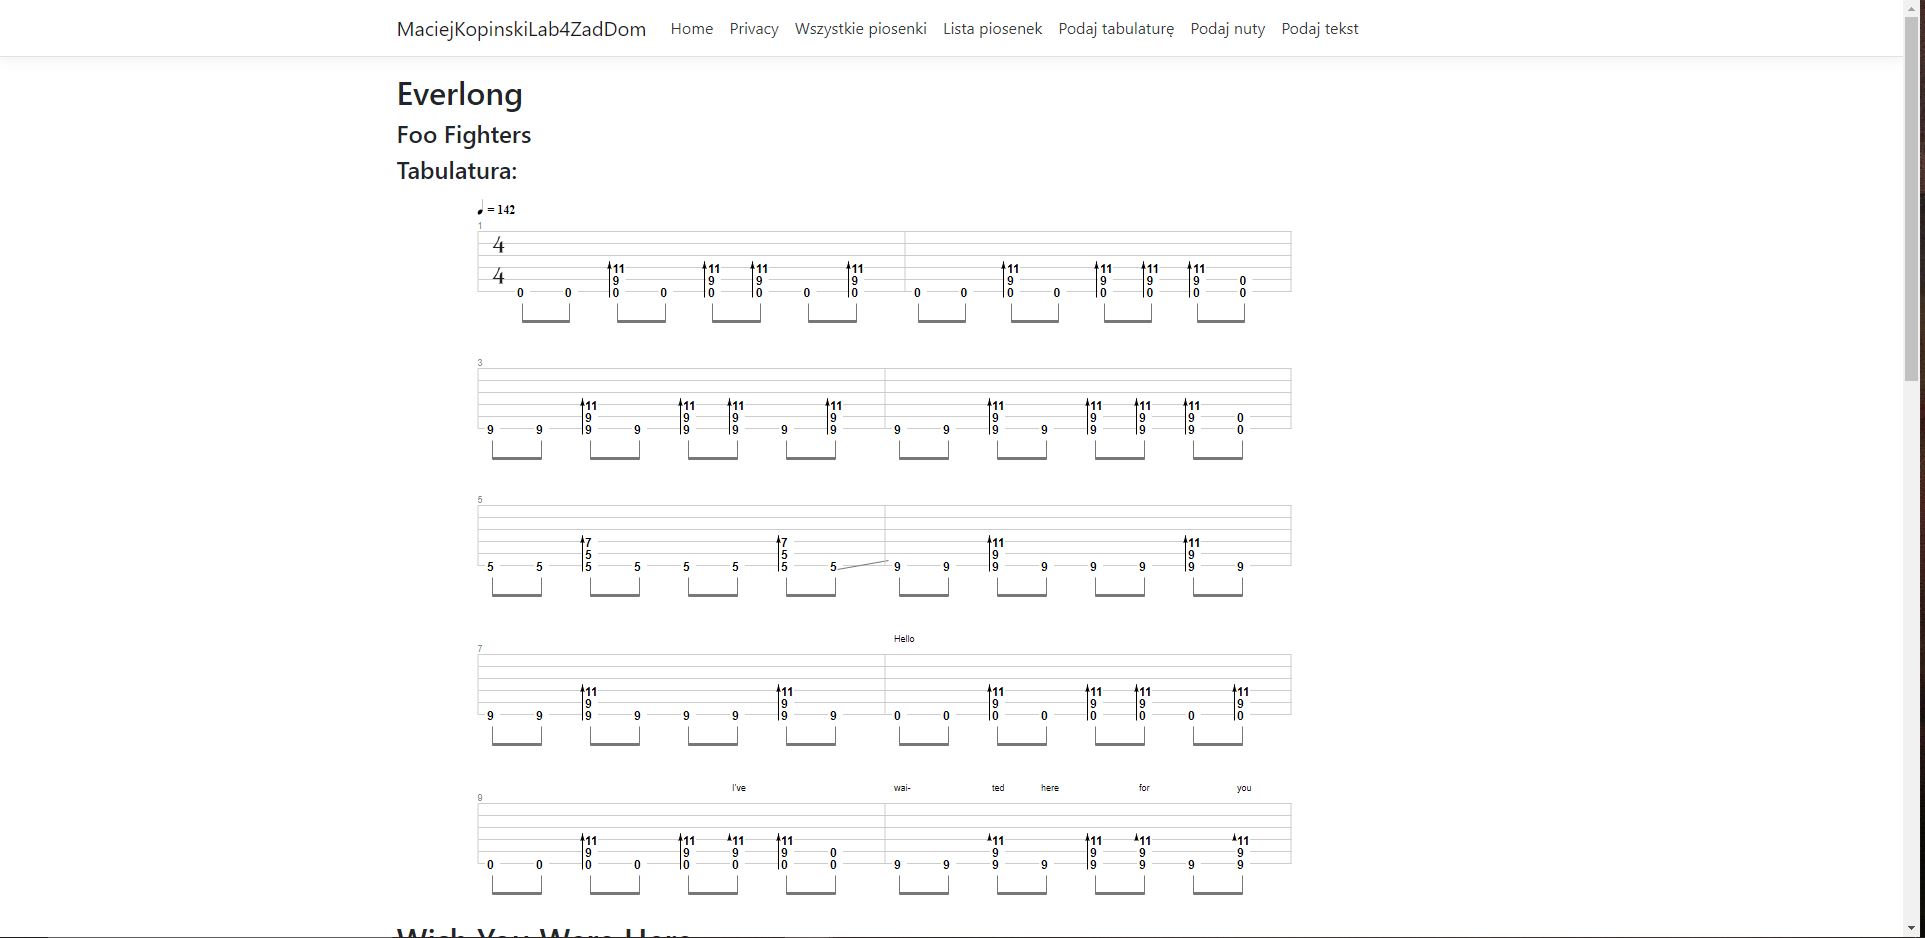 MaciejKopinskiLab4ZadDom Home Privacy Wszystkie piosenki Lista piosenek Podaj tabulaturę Podaj nuty Podaj tekst
Everlong
Foo Fighters
Tabulatura:
♩ = 142
1
4
4 11 11 11 11 11 11 11 11
9 9 9 9 9 9 9 9 0
0 0 0 0 0 0 0 0 0 0 0 0 0 0 0 0
3
11 11 11 11 11 11 11 11
9 9 9 9 9 9 9 9 0
9 9 9 9 9 9 9 9 9 9 9 9 9 9 9 0
5
7 7 11 11
5 5 9 9
5 5 5 5 5 5 5 5 9 9 9 9 9 9 9 9
Hello
7
11 11 11 11 11 11
9 9 9 9 9 9
9 9 9 9 9 9 9 9 0 0 0 0 0 0 0 0
I've wai- ted here for you
9
11 11 11 11 11 11 11 11
9 9 9 9 0 9 9 9 9
0 0 0 0 0 0 0 0 9 9 9 9 9 9 9 9
Wish You Were Here